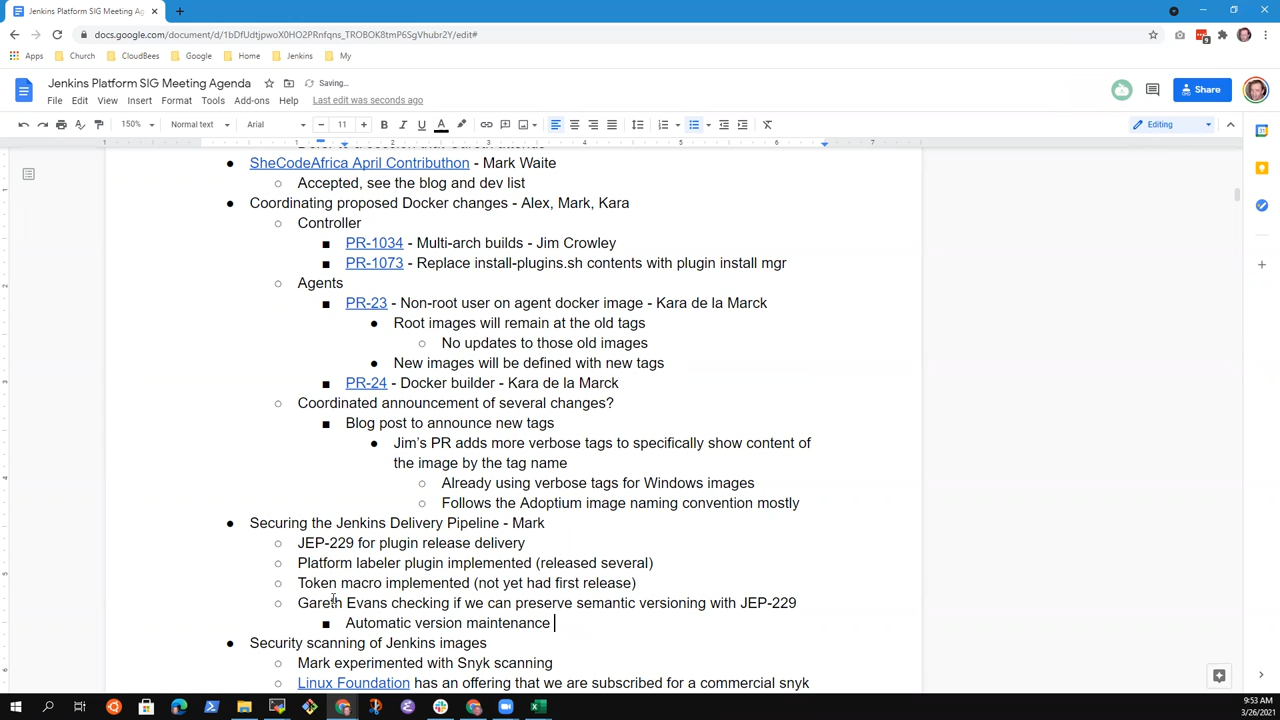 Jenkins Platform SIG Meeting Ag
docs.google.com/document/d/1bDfUdtjpwoX0HO2PRnfqns_TROBOK8tmP6SgVhubr2Y/edit#
Apps Church CloudBees Google Home Jenkins My
Jenkins Platform SIG Meeting Agenda Saving...
File Edit View Insert Format Tools Add-ons Help Last edit was seconds ago
Share
150% Normal text Arial 11 Editing
SheCodeAfrica April Contributhon - Mark Waite
Accepted, see the blog and dev list
Coordinating proposed Docker changes - Alex, Mark, Kara
Controller
PR-1034 - Multi-arch builds - Jim Crowley
PR-1073 - Replace install-plugins.sh contents with plugin install mgr
Agents
PR-23 - Non-root user on agent docker image - Kara de la Marck
Root images will remain at the old tags
No updates to those old images
New images will be defined with new tags
PR-24 - Docker builder - Kara de la Marck
Coordinated announcement of several changes?
Blog post to announce new tags
Jim's PR adds more verbose tags to specifically show content of
the image by the tag name
Already using verbose tags for Windows images
Follows the Adoptium image naming convention mostly
Securing the Jenkins Delivery Pipeline - Mark
JEP-229 for plugin release delivery
Platform labeler plugin implemented (released several)
Token macro implemented (not yet had first release)
Gareth Evans checking if we can preserve semantic versioning with JEP-229
Automatic version maintenance
Security scanning of Jenkins images
Mark experimented with Snyk scanning
Linux Foundation has an offering that we are subscribed for a commercial snyk
9:53 AM
3/26/2021